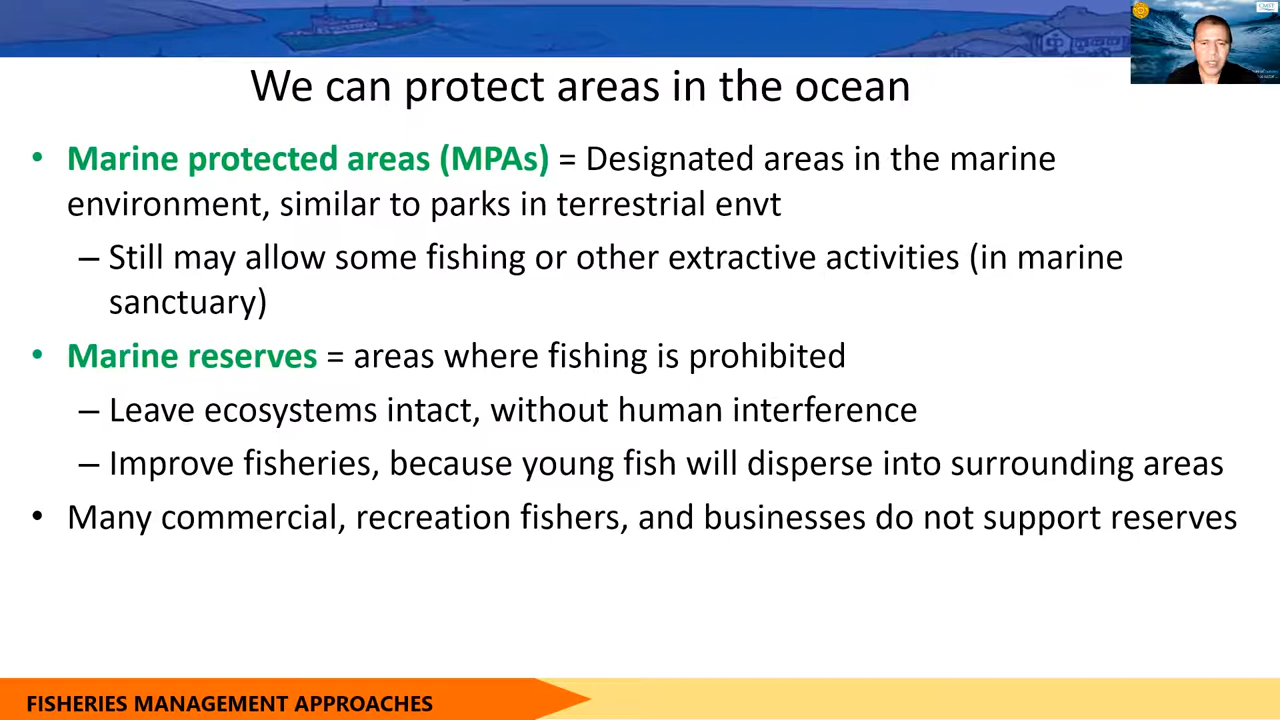 We can protect areas in the ocean
• Marine protected areas (MPAs) = Designated areas in the marine
environment, similar to parks in terrestrial envt
– Still may allow some fishing or other extractive activities (in marine
sanctuary)
• Marine reserves = areas where fishing is prohibited
– Leave ecosystems intact, without human interference
– Improve fisheries, because young fish will disperse into surrounding areas
• Many commercial, recreation fishers, and businesses do not support reserves
FISHERIES MANAGEMENT APPROACHES